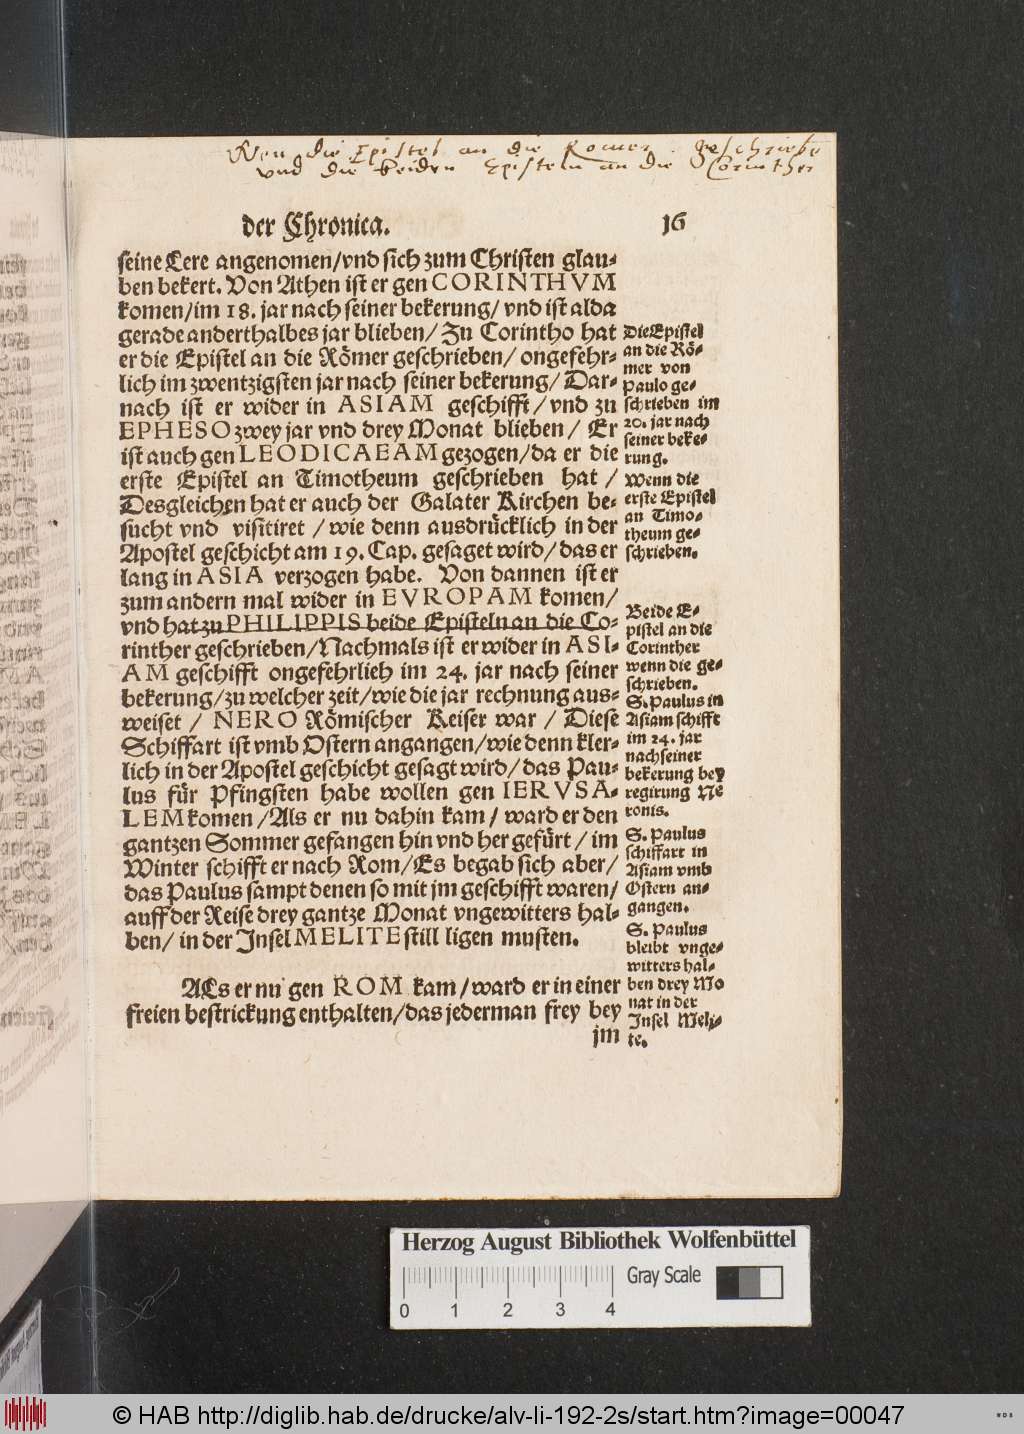 Wen die Epistel an die Romer geschriebe
vnd die beiden Episteln an die Corinther
der Chronica. 16
seine Lere angenomen/vnd sich zum Christen glau-
ben bekert. Von Athen ist er gen CORINTHVM
komen/im 18. jar nach seiner bekerung/ vnd ist alda
gerade anderthalbes jar blieben/ Zu Corintho hat
er die Epistel an die Römer geschrieben/ ongefehr-
lich im zwentzigsten jar nach seiner bekerung/ Dar-
nach ist er wider in ASIAM geschifft/vnd zu
EPHESO zwey jar vnd drey Monat blieben/ Er
ist auch gen LEODICAEAM gezogen/da er die
erste Epistel an Timotheum geschrieben hat/
Desgleichen hat er auch der Galater Kirchen be-
sucht vnd visitiret/wie denn ausdrücklich in der
Apostel geschicht am 19. Cap. gesaget wird/das er
lang in ASIA verzogen habe. Von dannen ist er
zum andern mal wider in EVROPAM komen/
vnd hat zu PHILIPPIS beide Episteln an die Co-
rinther geschrieben/Nachmals ist er wider in ASI-
AM geschifft ongefehrlich im 24. jar nach seiner
bekerung/zu welcher zeit/wie die jar rechnung aus-
weiset/ NERO Römischer Keiser war/ Diese
Schiffart ist vmb Ostern angangen/wie denn kler-
lich in der Apostel geschicht gesagt wird/das Pau-
lus für Pfingsten habe wollen gen IERVSA-
LEM komen/Als er nu dahin kam/ ward er den
gantzen Sommer gefangen hin vnd her gefürt/im
Winter schifft er nach Rom/Es begab sich aber/
das Paulus sampt denen so mit jm geschifft waren/
auff der Reise drey gantze Monat vngewitters hal-
ben/in der Insel MELITE still ligen musten.
ALs er nu gen ROM kam/ward er in einer
freien bestrickung enthalten/das jederman frey bey
jm
Die Epistel
an die Rö-
mer von
Paulo ge-
schrieben im
20. jar nach
seiner beke-
rung.
Wenn die
erste Epistel
an Timo-
theum ge-
schrieben.
Beide E-
pistel an die
Corinther
wenn die ge-
schrieben.
S. Paulus in
Asiam schifft
im 24. jar
nach seiner
bekerung bey
regirung Ne
ronis.
S. Paulus
schiffart in
Asiam vmb
Ostern an-
gangen.
S. Paulus
bleibt vnge-
witters hal-
ben drey Mo
nat in der
Insel Meli-
te.
Herzog August Bibliothek Wolfenbüttel
0 1 2 3 4 Gray Scale
© HAB http://diglib.hab.de/drucke/alv-li-192-2s/start.htm?image=00047